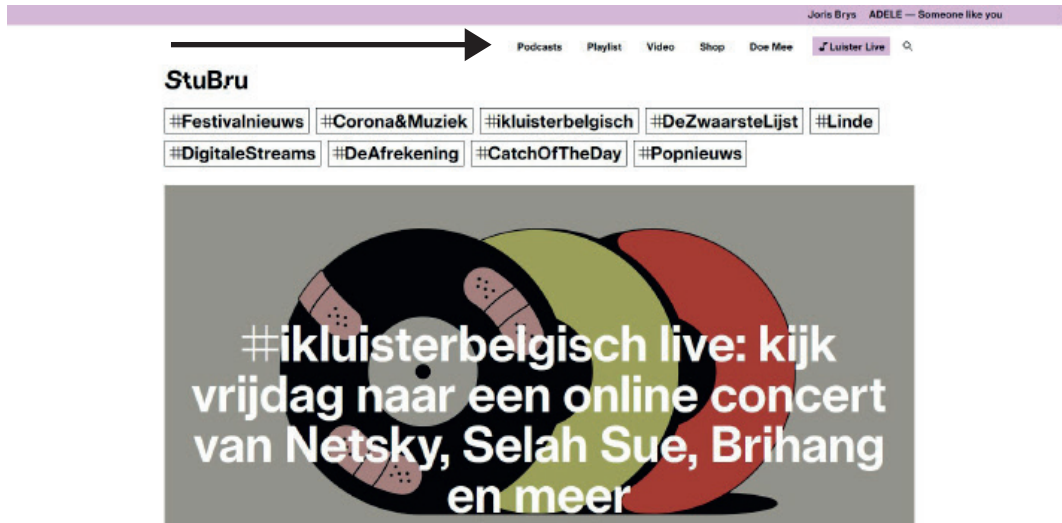 Joris Brys ADELE — Someone like you
Podcasts Playlist Video Shop Doe Mee Luister Live
StuBru
#Festivalnieuws #Corona&Muziek #ikluisterbelgisch #DeZwaarsteLijst #Linde
#DigitaleStreams #DeAfrekening #CatchOfTheDay #Popnieuws
#ikluisterbelgisch live: kijk
vrijdag naar een online concert
van Netsky, Selah Sue, Brihang
en meer